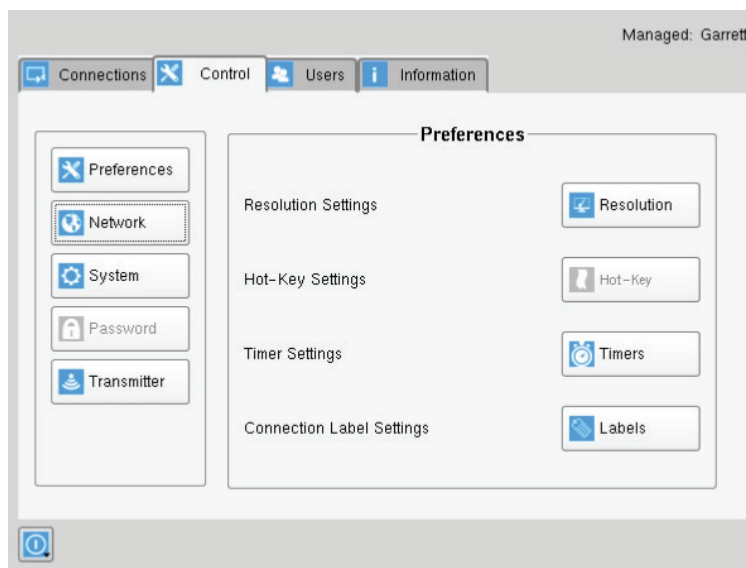 Managed: Garrett
Connections Control Users Information
Preferences
Network
System
Password
Transmitter
Preferences
Resolution Settings Resolution
Hot-Key Settings Hot-Key
Timer Settings Timers
Connection Label Settings Labels